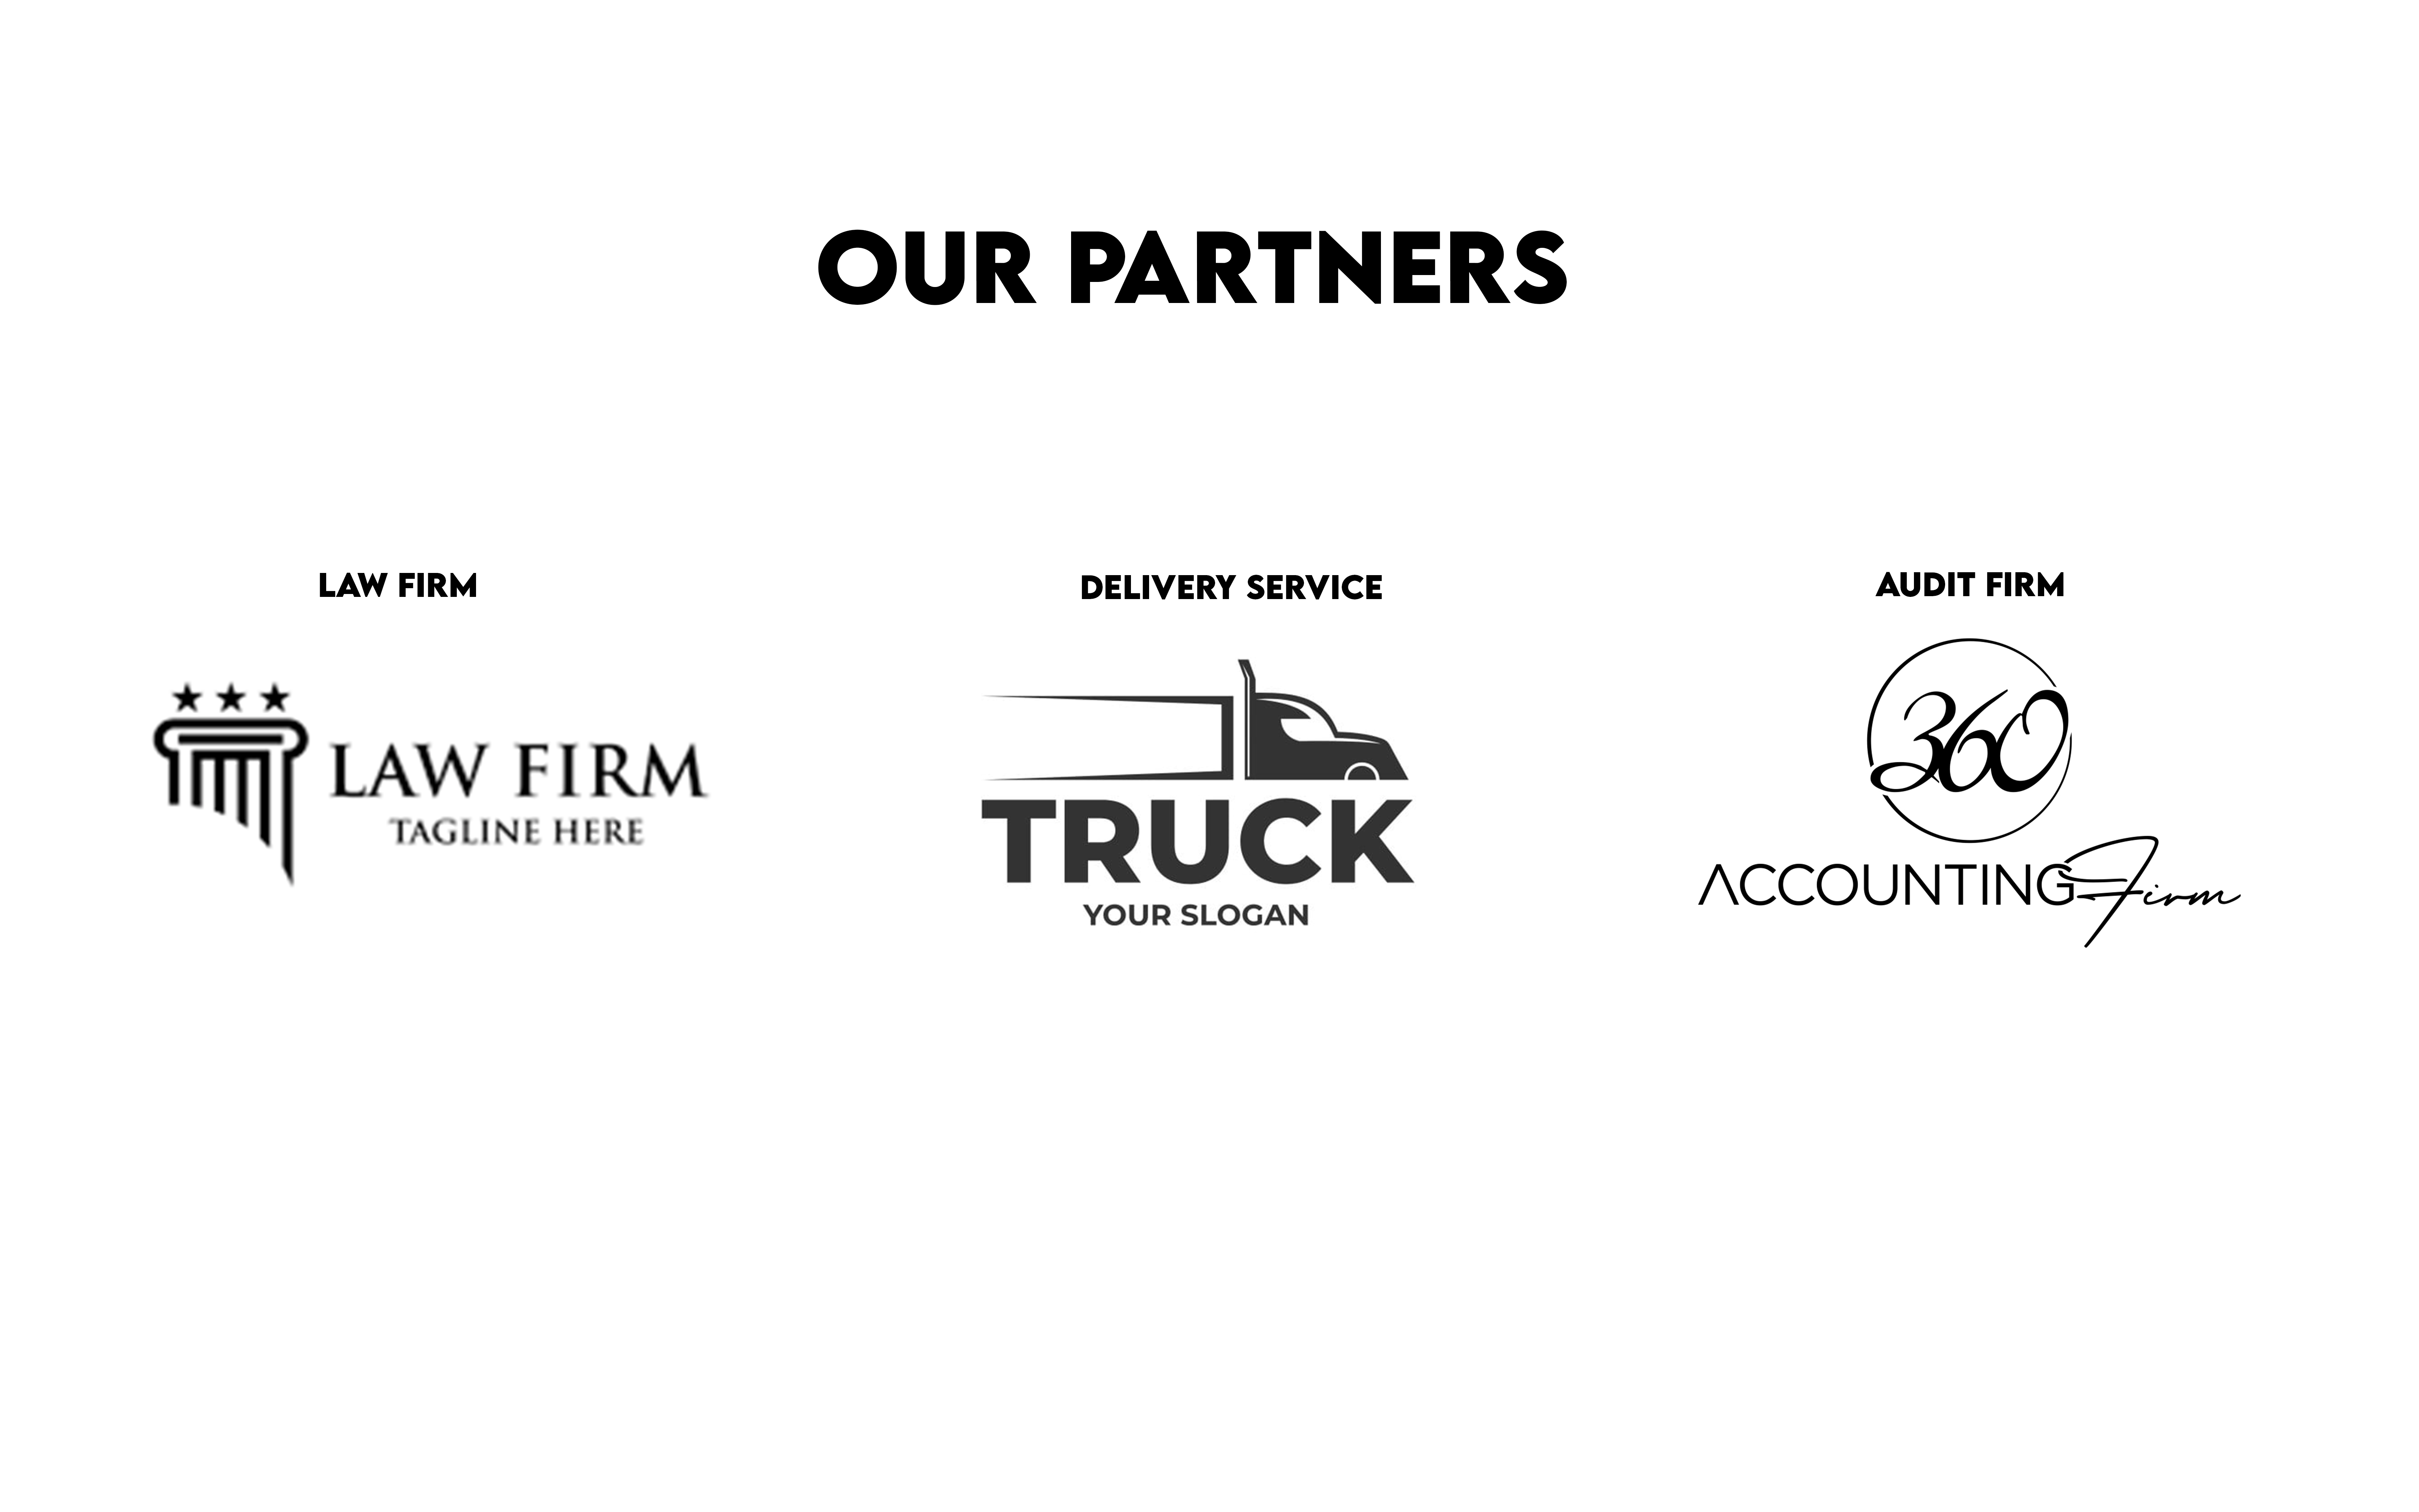 OUR PARTNERS
LAW FIRM
LAW FIRM
TAGLINE HERE
DELIVERY SERVICE
TRUCK
YOUR SLOGAN
AUDIT FIRM
360
ACCOUNTING Firm